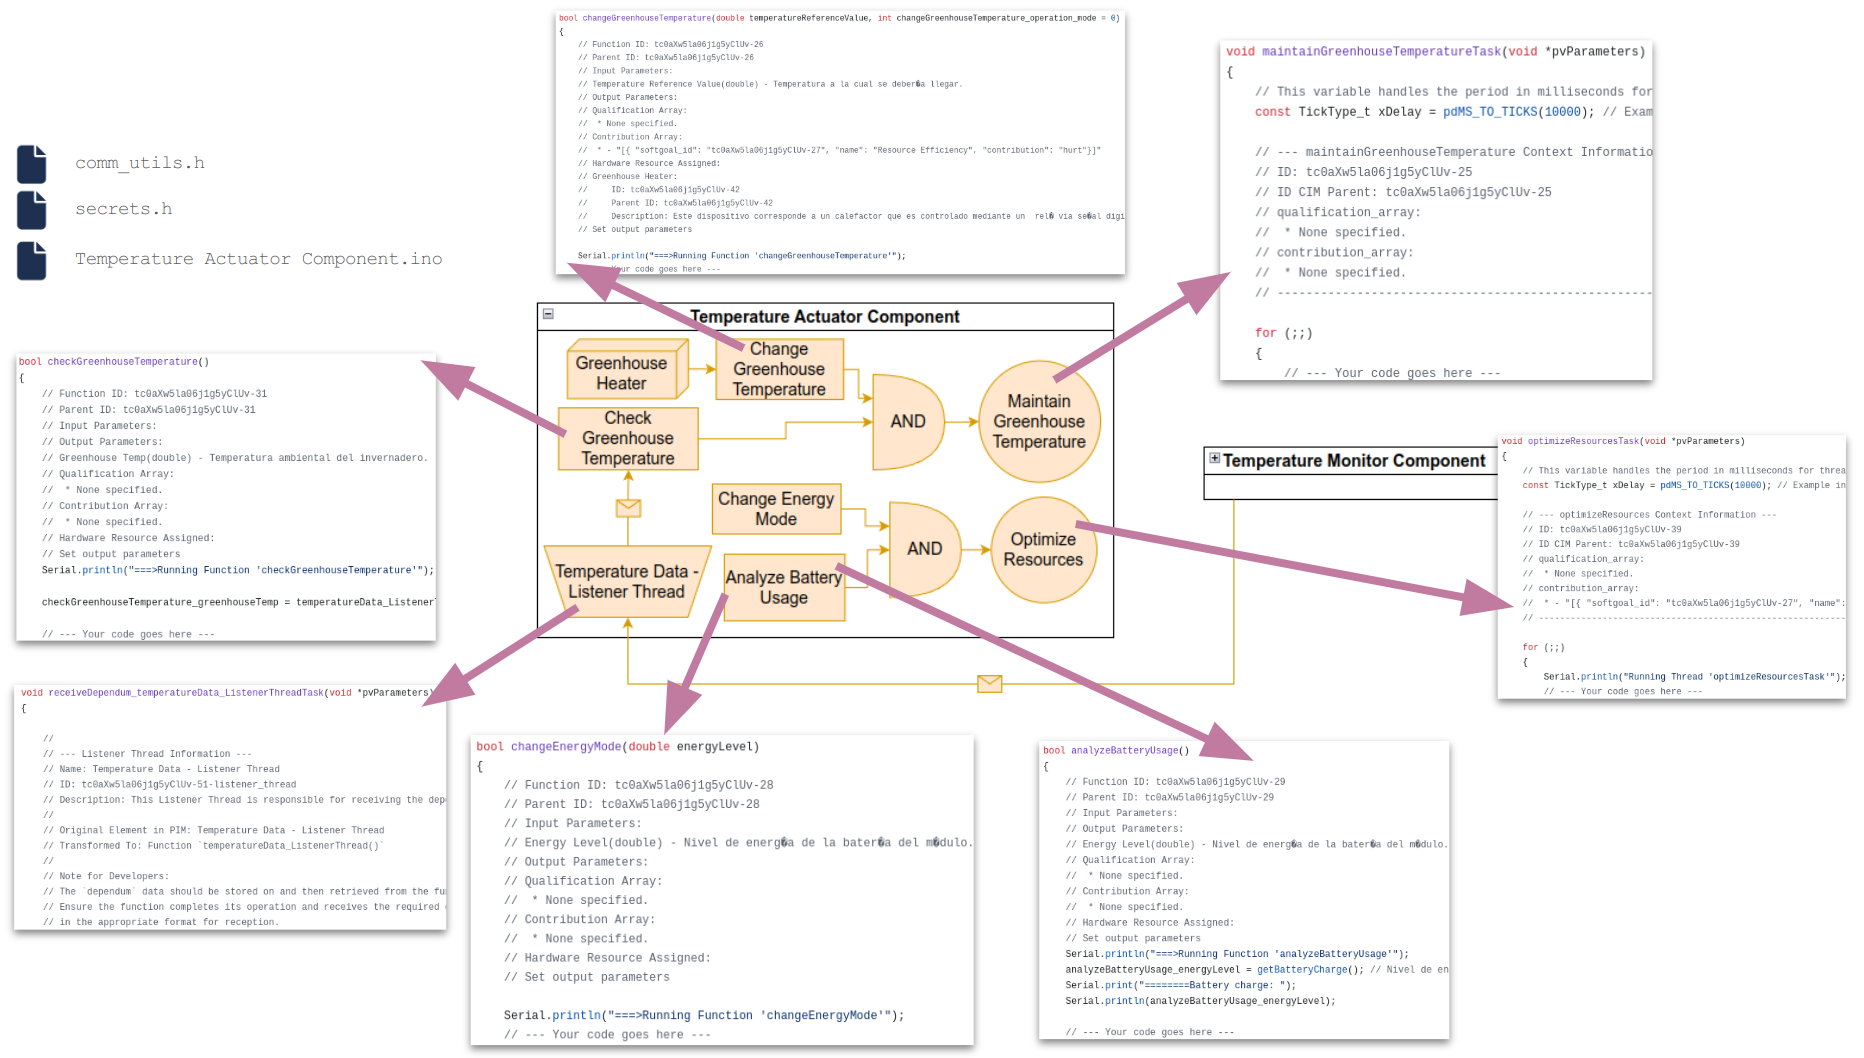 comm_utils.h
secrets.h
Temperature Actuator Component.ino
bool changeGreenhouseTemperature(double temperatureReferenceValue, int changeGreenhouseTemperature_operation_mode = 0)
{
// Function ID: tc0aXw5la06j1g5yClUv-26
// Parent ID: tc0aXw5la06j1g5yClUv-26
// Input Parameters:
// Temperature Reference Value(double) - Temperatura a la cual se deber�a llegar.
// Output Parameters:
// Qualification Array:
//  * None specified.
// Contribution Array:
//  * - "[{ "softgoal_id": "tc0aXw5la06j1g5yClUv-27", "name": "Resource Efficiency", "contribution": "hurt"}]"
// Hardware Resource Assigned:
// Greenhouse Heater:
//     ID: tc0aXw5la06j1g5yClUv-42
//     Parent ID: tc0aXw5la06j1g5yClUv-42
//     Description: Este dispositivo corresponde a un calefactor que es controlado mediante un  rel� via se�al digi
// Set output parameters
Serial.println("===>Running Function 'changeGreenhouseTemperature'");
Your code goes here ---
void maintainGreenhouseTemperatureTask(void *pvParameters)
{
// This variable handles the period in milliseconds for
const TickType_t xDelay = pdMS_TO_TICKS(10000); // Exam
// --- maintainGreenhouseTemperature Context Informatio
// ID: tc0aXw5la06j1g5yClUv-25
// ID CIM Parent: tc0aXw5la06j1g5yClUv-25
// qualification_array:
//  * None specified.
// contribution_array:
//  * None specified.
// ----------------------------------------------------
for (;;)
{
// --- Your code goes here ---
bool checkGreenhouseTemperature()
{
// Function ID: tc0aXw5la06j1g5yClUv-31
// Parent ID: tc0aXw5la06j1g5yClUv-31
// Input Parameters:
// Output Parameters:
// Greenhouse Temp(double) - Temperatura ambiental del invernadero.
// Qualification Array:
//  * None specified.
// Contribution Array:
//  * None specified.
// Hardware Resource Assigned:
// Set output parameters
Serial.println("===>Running Function 'checkGreenhouseTemperature'");
checkGreenhouseTemperature_greenhouseTemp = temperatureData_Listener
// --- Your code goes here ---
Temperature Actuator Component
Greenhouse
Heater
Change
Greenhouse
Temperature
Check
Greenhouse
Temperature
AND
Maintain
Greenhouse
Temperature
Change Energy
Mode
AND
Optimize
Resources
Temperature Data -
Listener Thread
Analyze Battery
Usage
Temperature Monitor Component
void optimizeResourcesTask(void *pvParameters)
{
// This variable handles the period in milliseconds for threa
const TickType_t xDelay = pdMS_TO_TICKS(10000); // Example in
// --- optimizeResources Context Information ---
// ID: tc0aXw5la06j1g5yClUv-39
// ID CIM Parent: tc0aXw5la06j1g5yClUv-39
// qualification_array:
//  * None specified.
// contribution_array:
//  * - "[{ "softgoal_id": "tc0aXw5la06j1g5yClUv-27", "name":
// ---------------------------------------------------------
for (;;)
{
Serial.println("Running Thread 'optimizeResourcesTask'");
// --- Your code goes here ---
void receiveDependum_temperatureData_ListenerThreadTask(void *pvParameters)
{
//
// --- Listener Thread Information ---
// Name: Temperature Data - Listener Thread
// ID: tc0aXw5la06j1g5yClUv-51-listener_thread
// Description: This Listener Thread is responsible for receiving the dep
//
// Original Element in PIM: Temperature Data - Listener Thread
// Transformed To: Function `temperatureData_ListenerThread()`
//
// Note for Developers:
// The `dependum` data should be stored on and then retrieved from the fu
// Ensure the function completes its operation and receives the required
// in the appropriate format for reception.
bool changeEnergyMode(double energyLevel)
{
// Function ID: tc0aXw5la06j1g5yClUv-28
// Parent ID: tc0aXw5la06j1g5yClUv-28
// Input Parameters:
// Energy Level(double) - Nivel de energ�a de la bater�a del m�dulo.
// Output Parameters:
// Qualification Array:
//  * None specified.
// Contribution Array:
//  * None specified.
// Hardware Resource Assigned:
// Set output parameters
Serial.println("===>Running Function 'changeEnergyMode'");
// --- Your code goes here ---
bool analyzeBatteryUsage()
{
// Function ID: tc0aXw5la06j1g5yClUv-29
// Parent ID: tc0aXw5la06j1g5yClUv-29
// Input Parameters:
// Output Parameters:
// Energy Level(double) - Nivel de energ�a de la bater�a del m�dulo.
// Qualification Array:
//  * None specified.
// Contribution Array:
//  * None specified.
// Hardware Resource Assigned:
// Set output parameters
Serial.println("===>Running Function 'analyzeBatteryUsage'");
analyzeBatteryUsage_energyLevel = getBatteryCharge(); // Nivel de en
Serial.print("========Battery charge: ");
Serial.println(analyzeBatteryUsage_energyLevel);
// --- Your code goes here ---